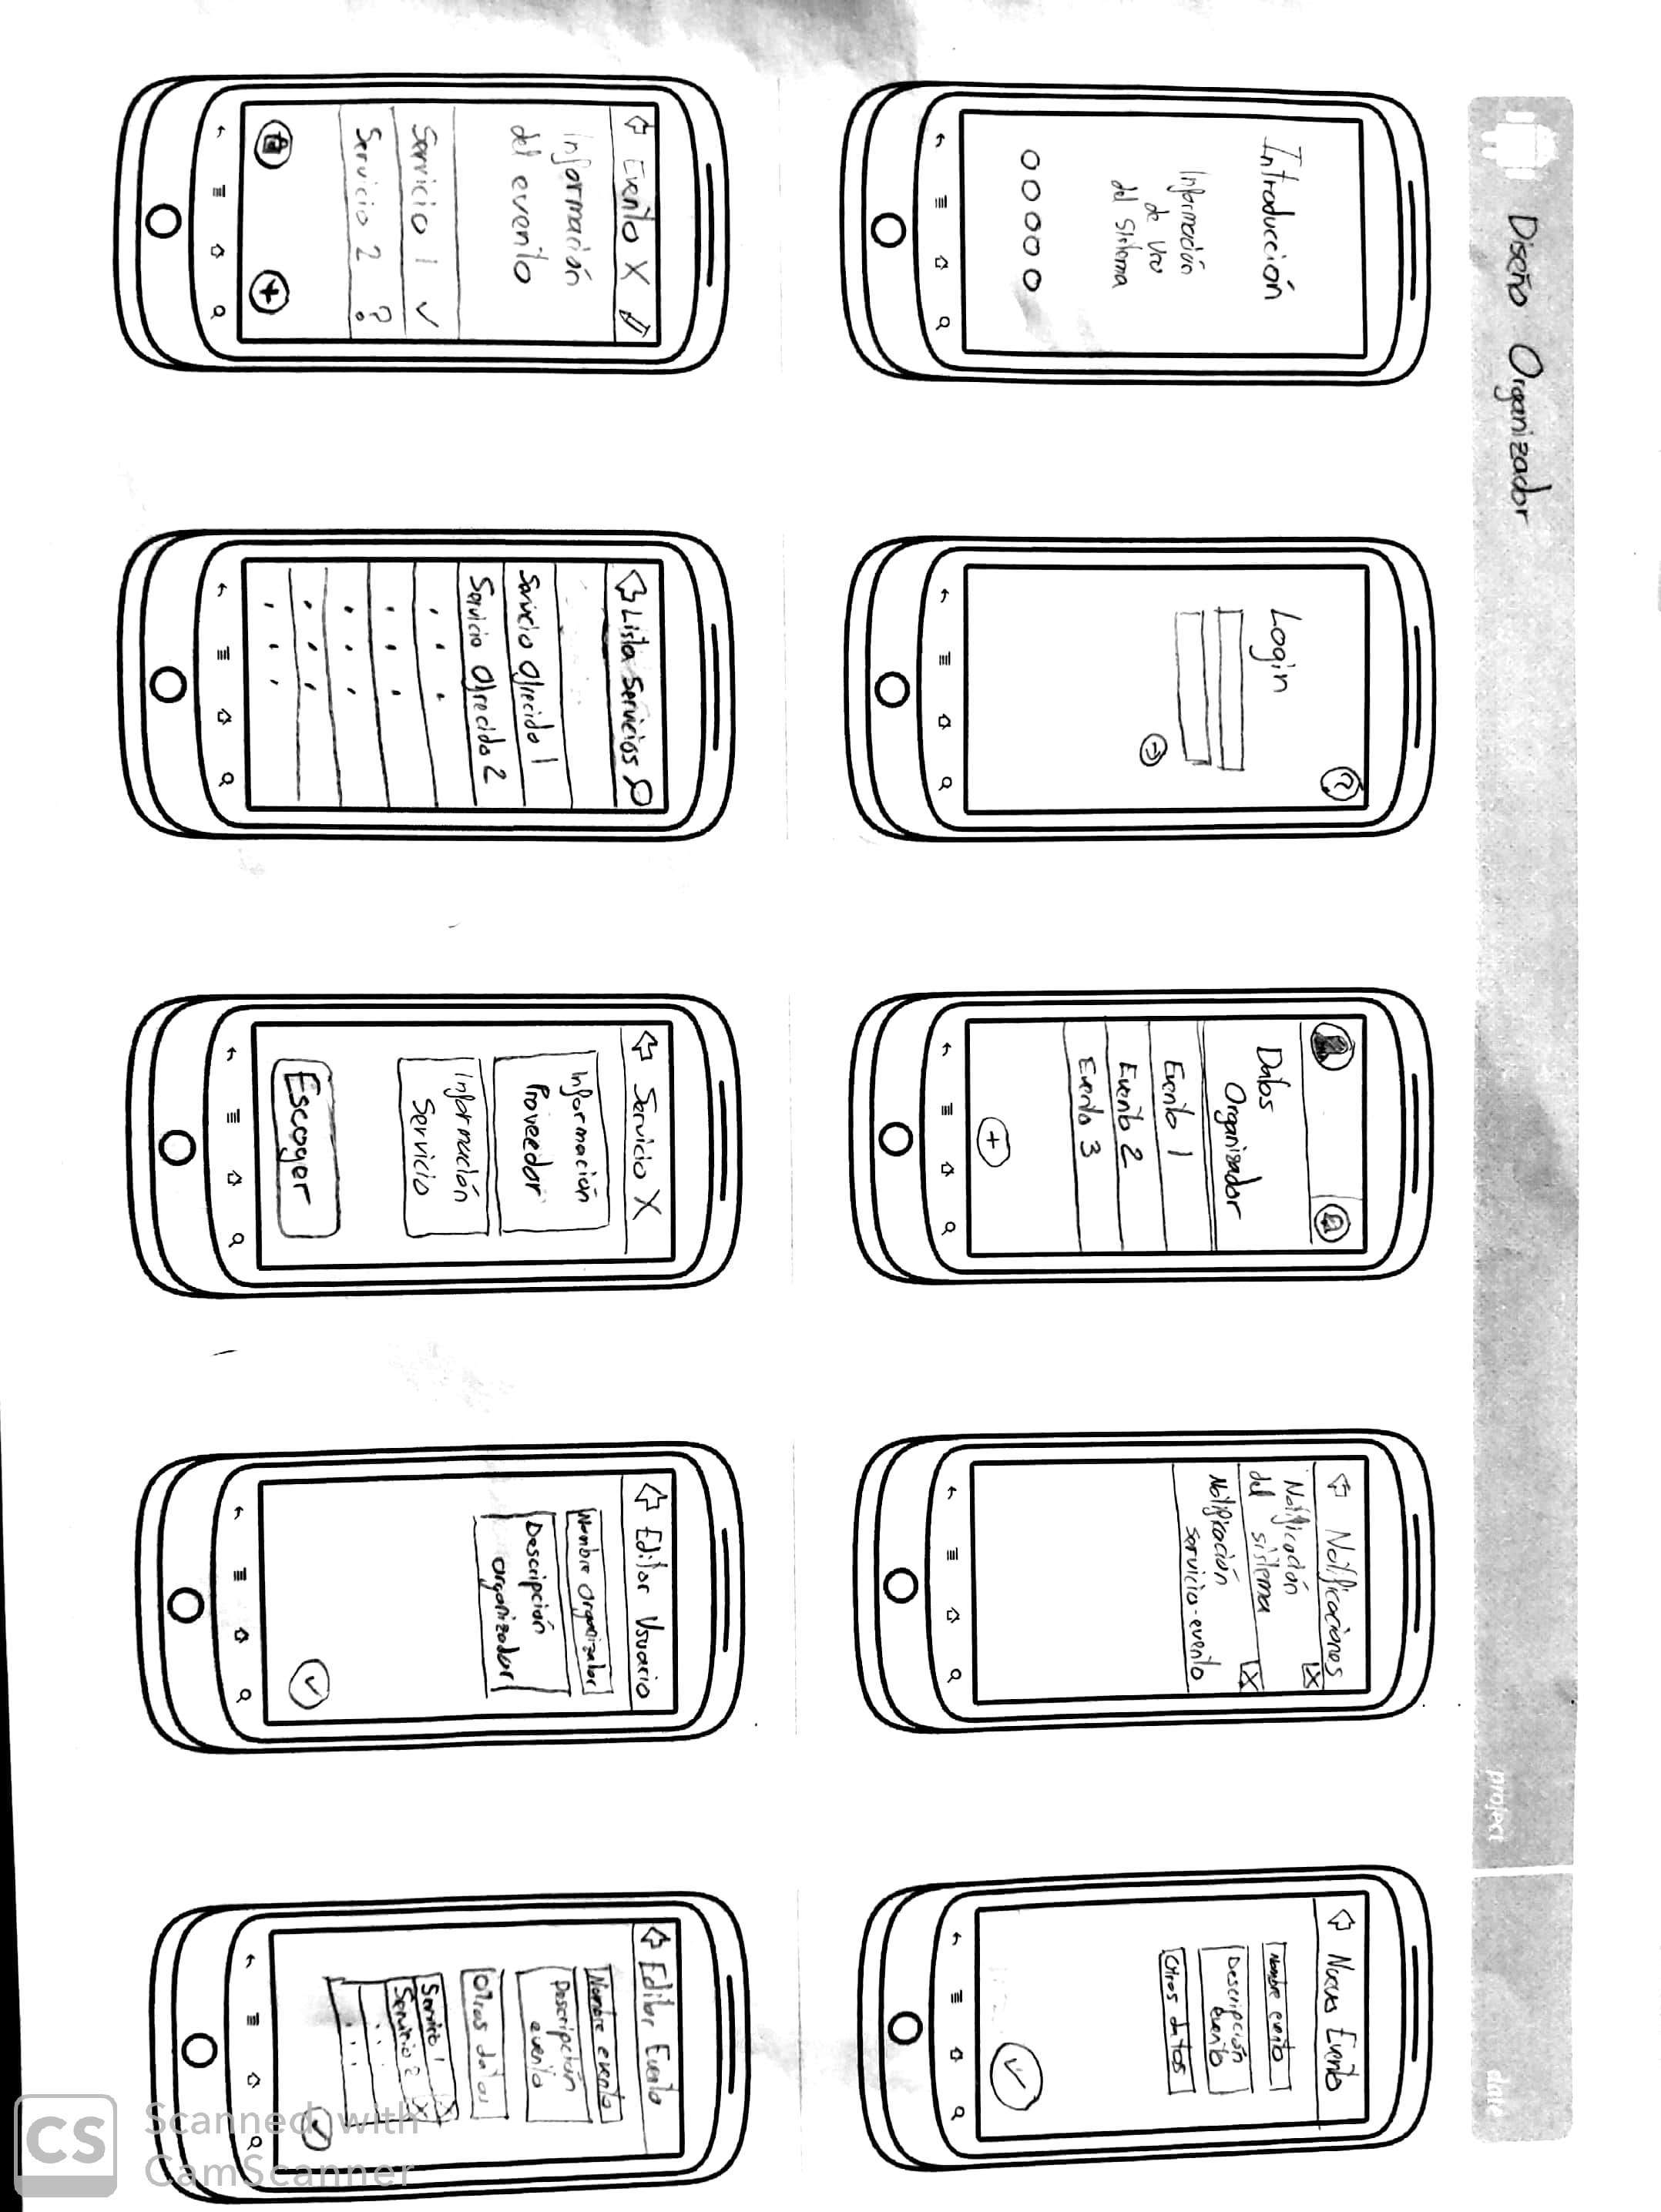 Diseño Organizador
project
date
Introducción
Información
de Uso
del Sistema
Login
?
Datos
Organizador
Evento 1
Evento 2
Evento 3
+
Notificaciones
Notificación
del sistema
X
Notificación
servicio-evento
X
Nuevo Evento
Nombre evento
Descripción
evento
Otros datos
Evento X
Información
del evento
Servicio 1 ✓
Servicio 2 ?
+
Lista Servicios
Servicio Ofrecido 1
Servicio Ofrecido 2
Servicio X
Información
Proveedor
Información
Servicio
Escoger
Editar Usuario
Nombre Organizador
Descripción
organizador
Editar Evento
Nombre evento
Descripción
evento
Otros datos
Servicio 1 X
Servicio 2 X
CS
Scanned with
CamScanner